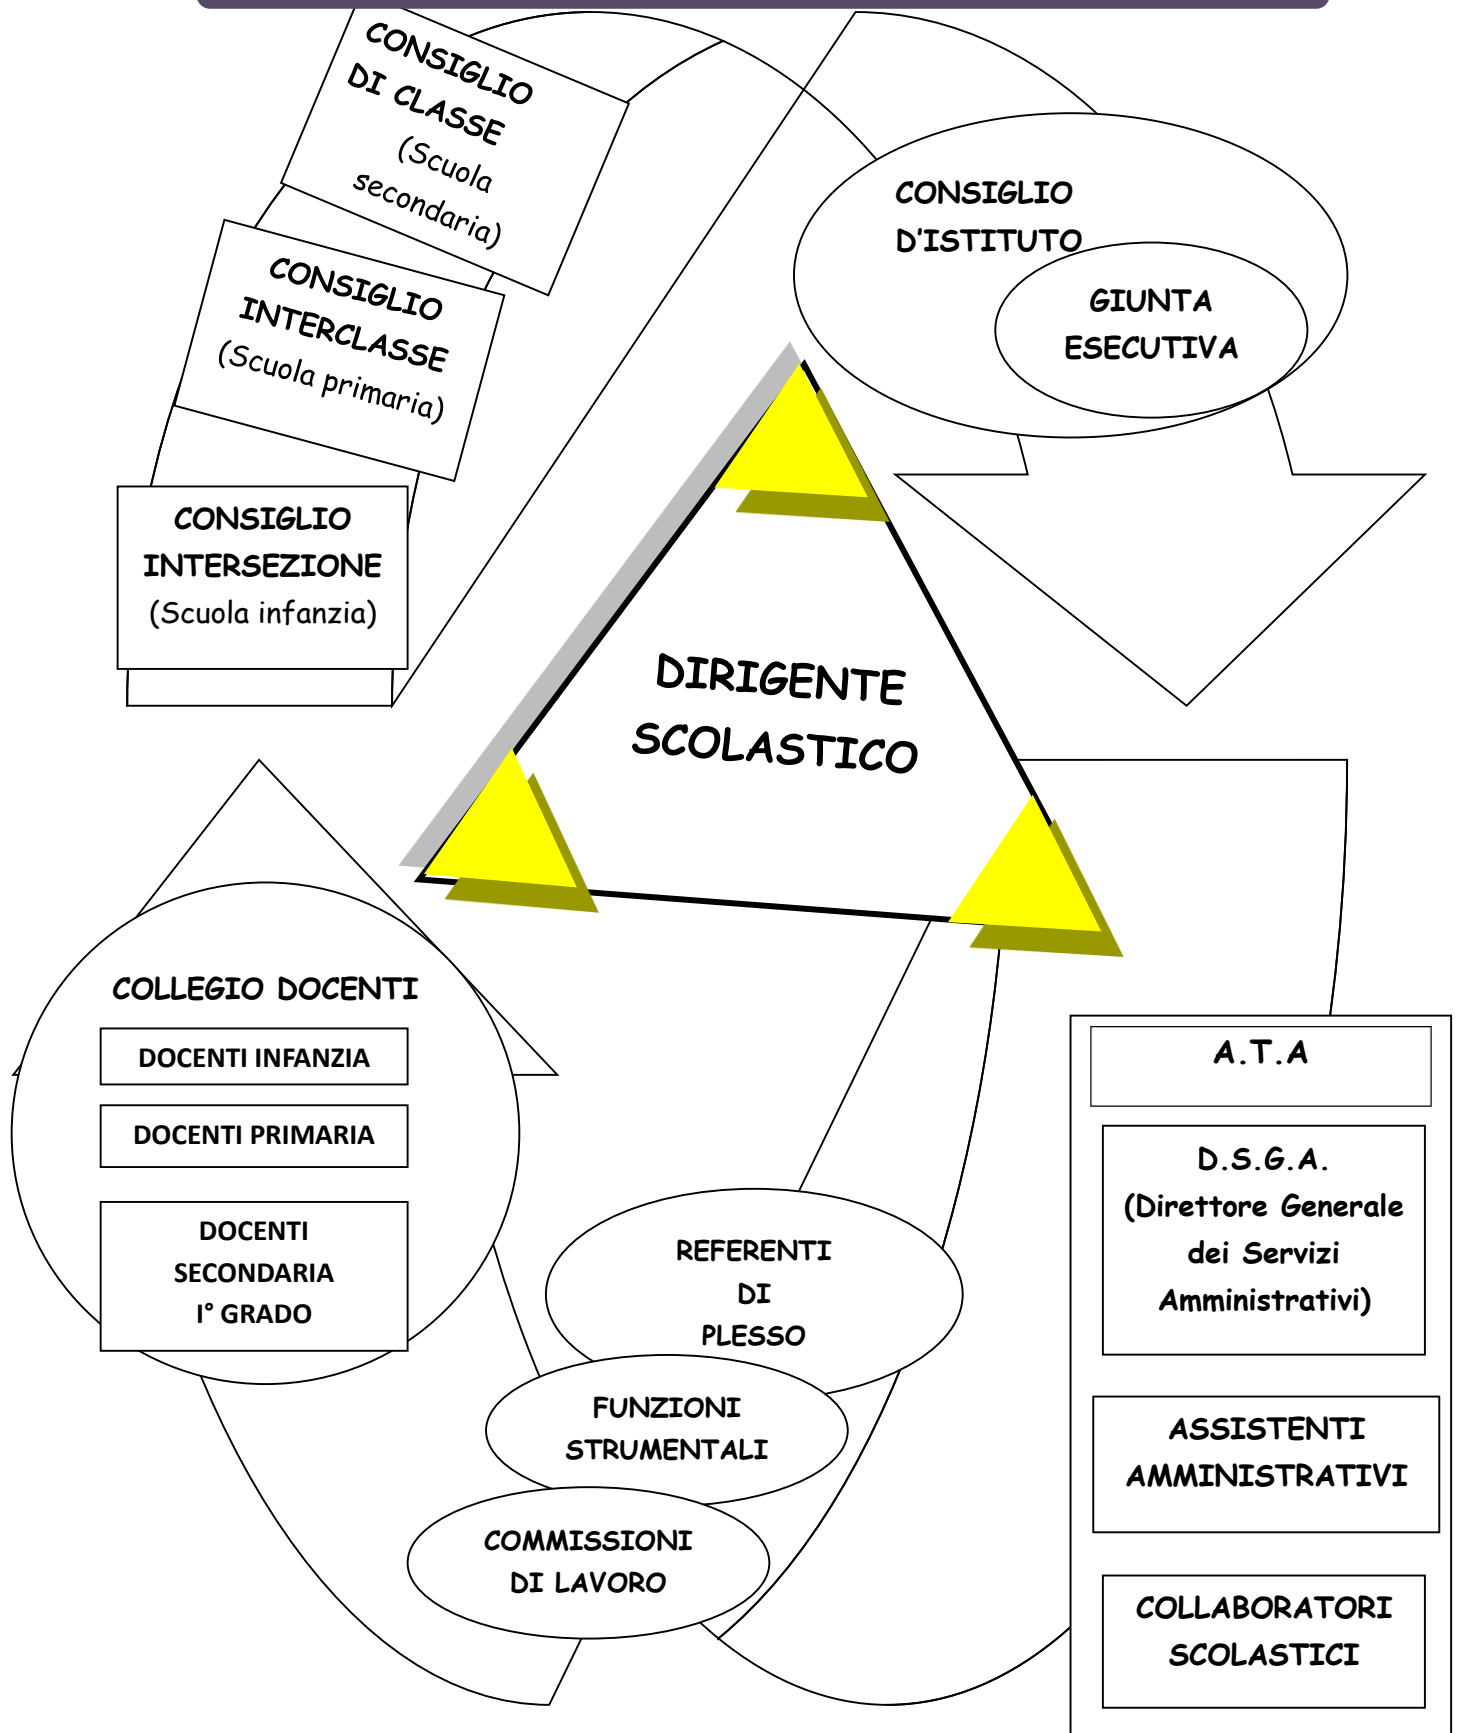 CONSIGLIO
DI CLASSE
(Scuola
secondaria)
CONSIGLIO
INTERCLASSE
(Scuola primaria)
CONSIGLIO
INTERSEZIONE
(Scuola infanzia)
CONSIGLIO
D'ISTITUTO
GIUNTA
ESECUTIVA
DIRIGENTE
SCOLASTICO
COLLEGIO DOCENTI
DOCENTI INFANZIA
DOCENTI PRIMARIA
DOCENTI
SECONDARIA
I° GRADO
REFERENTI
DI
PLESSO
FUNZIONI
STRUMENTALI
COMMISSIONI
DI LAVORO
A.T.A
D.S.G.A.
(Direttore Generale
dei Servizi
Amministrativi)
ASSISTENTI
AMMINISTRATIVI
COLLABORATORI
SCOLASTICI